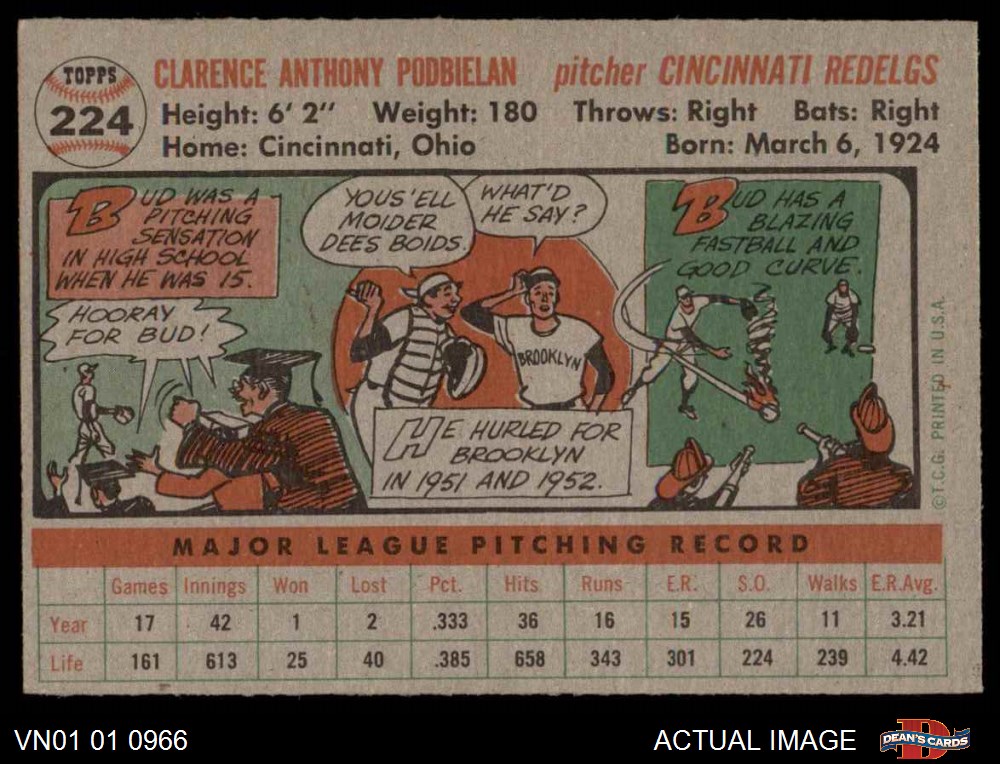 TOPPS
224
CLARENCE ANTHONY PODBIELAN pitcher CINCINNATI REDELGS
Height: 6' 2" Weight: 180 Throws: Right Bats: Right
Home: Cincinnati, Ohio Born: March 6, 1924
BUD WAS A
PITCHING
SENSATION
IN HIGH SCHOOL
WHEN HE WAS 15.
HOORAY
FOR BUD!
YOUS'ELL
MOIDER
DEES BOIDS.
WHAT'D
HE SAY?
BROOKLYN
HE HURLED FOR
BROOKLYN
IN 1951 AND 1952.
BUD HAS A
BLAZING
FASTBALL AND
GOOD CURVE.
©T.C.G. PRINTED IN U.S.A.
MAJOR LEAGUE PITCHING RECORD
Games Innings Won Lost Pct. Hits Runs E.R. S.O. Walks E.R.Avg.
Year 17 42 1 2 .333 36 16 15 26 11 3.21
Life 161 613 25 40 .385 658 343 301 224 239 4.42
VN01 01 0966 ACTUAL IMAGE
D
DEAN'S CARDS